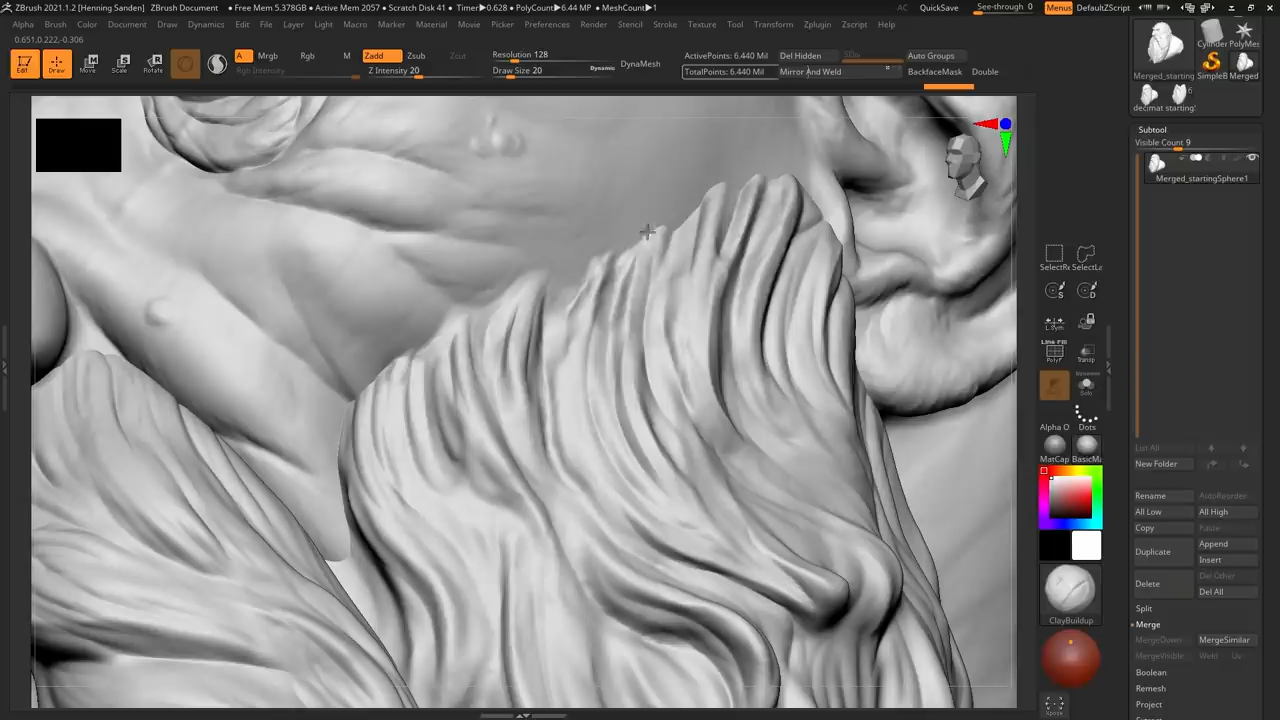 ZBrush 2021.1.2 [Henning Sanden] ZBrush Document ● Free Mem 5.378GB ● Active Mem 2057 ● Scratch Disk 41 ● Timer▶0.628 ● PolyCount▶6.44 MP ● MeshCount▶1 AC QuickSave See-through 0 Menus DefaultZScript
Alpha Brush Color Document Draw Dynamics Edit File Layer Light Macro Marker Material Movie Picker Preferences Render Stencil Stroke Texture Tool Transform Zplugin Zscript Help
0.651,0.222,-0.306
Edit Draw Move Scale Rotate
A Mrgb Rgb M Zadd Zsub Zcut
Rgb Intensity Z Intensity 20
Resolution 128
Draw Size 20 Dynamic
DynaMesh
ActivePoints: 6.440 Mil Del Hidden SDiv Auto Groups
TotalPoints: 6.440 Mil Mirror And Weld BackfaceMask Double
Cylinder PolyMes
Merged_starting SimpleB Merged
6
decimat starting
Subtool
Visible Count 9
Merged_startingSphere1
SelectRe SelectLa
S D
L.Sym
Line Fill
PolyF Transp
Dynamic
Solo
Alpha O Dots
MatCap BasicMa
ClayBuildup
Xpose
List All
New Folder
Rename AutoReorder
All Low All High
Copy Paste
Duplicate Append
Insert
Delete Del Other
Del All
Split
Merge
MergeDown MergeSimilar
MergeVisible Weld Uv
Boolean
Remesh
Project
Extract